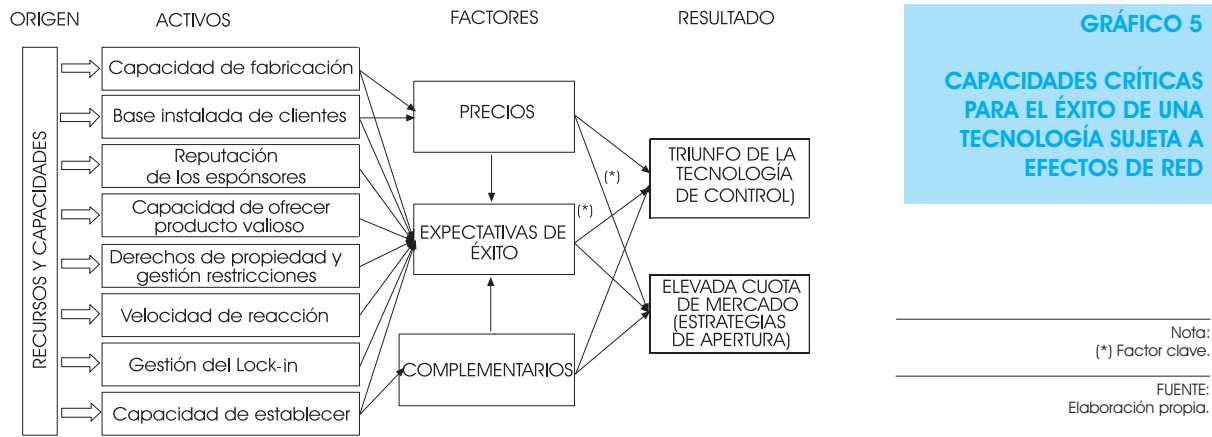 ORIGEN
ACTIVOS
FACTORES
RESULTADO
RECURSOS Y CAPACIDADES
Capacidad de fabricación
Base instalada de clientes
Reputación
de los espónsores
Capacidad de ofrecer
producto valioso
Derechos de propiedad y
gestión restricciones
Velocidad de reacción
Gestión del Lock-in
Capacidad de establecer
PRECIOS
EXPECTATIVAS DE
ÉXITO
COMPLEMENTARIOS
(*)
(*)
TRIUNFO DE LA
TECNOLOGÍA
DE CONTROL)
ELEVADA CUOTA
DE MERCADO
(ESTRATEGIAS
DE APERTURA)
GRÁFICO 5
CAPACIDADES CRÍTICAS
PARA EL ÉXITO DE UNA
TECNOLOGÍA SUJETA A
EFECTOS DE RED
Nota:
(*) Factor clave.
FUENTE:
Elaboración propia.